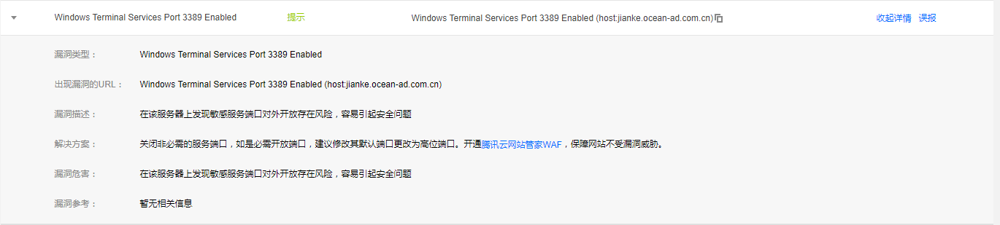 Windows Terminal Services Port 3389 Enabled 提示 Windows Terminal Services Port 3389 Enabled (host:jianke.ocean-ad.com.cn) 收起详情 误报
漏洞类型： Windows Terminal Services Port 3389 Enabled
出现漏洞的URL： Windows Terminal Services Port 3389 Enabled (host:jianke.ocean-ad.com.cn)
漏洞描述： 在该服务器上发现敏感服务端口对外开放存在风险，容易引起安全问题
解决方案： 关闭非必需的服务端口，如是必需开放端口，建议修改其默认端口更改为高位端口。开通腾讯云网站管家WAF，保障网站不受漏洞威胁。
漏洞危害： 在该服务器上发现敏感服务端口对外开放存在风险，容易引起安全问题
漏洞参考： 暂无相关信息